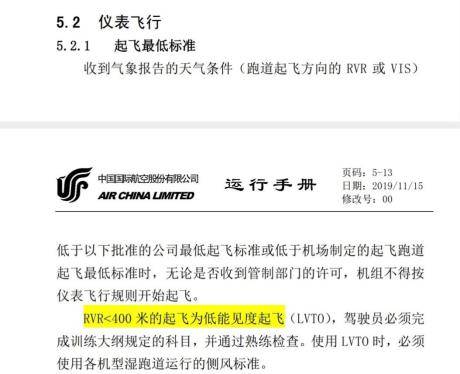 5.2 仪表飞行
5.2.1 起飞最低标准
收到气象报告的天气条件（跑道起飞方向的 RVR 或 VIS）
中国国际航空股份有限公司
AIR CHINA LIMITED
运行手册
页码：5-13
日期：2019/11/15
修改号：00
低于以下批准的公司最低起飞标准或低于机场制定的起飞跑道
起飞最低标准时，无论是否收到管制部门的许可，机组不得按
仪表飞行规则开始起飞。
RVR<400 米的起飞为低能见度起飞（LVTO），驾驶员必须完
成训练大纲规定的科目，并通过熟练检查。使用 LVTO 时，必须
使用各机型湿跑道运行的侧风标准。